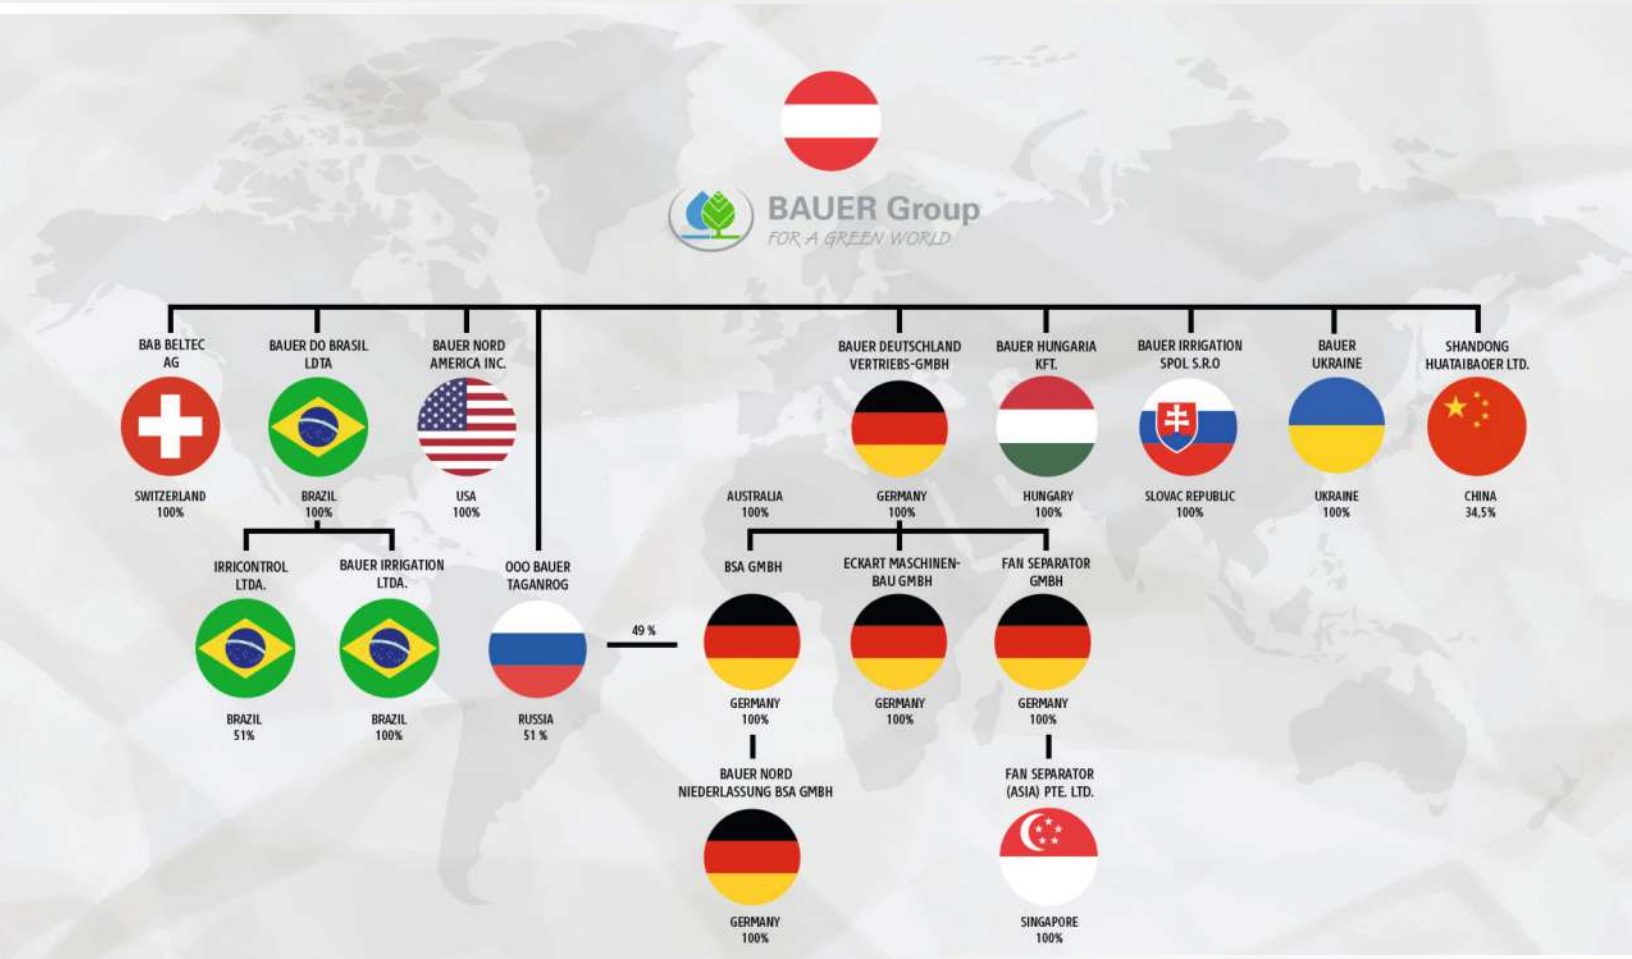 BAUER Group
FOR A GREEN WORLD
BAB BELTEC
AG
SWITZERLAND
100%
BAUER DO BRASIL
LDTA
BRAZIL
100%
BAUER NORD
AMERICA INC.
USA
100%
BAUER DEUTSCHLAND
VERTRIEBS-GMBH
GERMANY
100%
BAUER HUNGARIA
KFT.
HUNGARY
100%
BAUER IRRIGATION
SPOL S.R.O
SLOVAC REPUBLIC
100%
BAUER
UKRAINE
UKRAINE
100%
SHANDONG
HUATAIBAOER LTD.
CHINA
34,5%
AUSTRALIA
100%
IRRICONTROL
LTDA.
BRAZIL
51%
BAUER IRRIGATION
LTDA.
BRAZIL
100%
OOO BAUER
TAGANROG
RUSSIA
51 %
49 %
BSA GMBH
GERMANY
100%
ECKART MASCHINEN-
BAU GMBH
GERMANY
100%
FAN SEPARATOR
GMBH
GERMANY
100%
BAUER NORD
NIEDERLASSUNG BSA GMBH
GERMANY
100%
FAN SEPARATOR
(ASIA) PTE. LTD.
SINGAPORE
100%